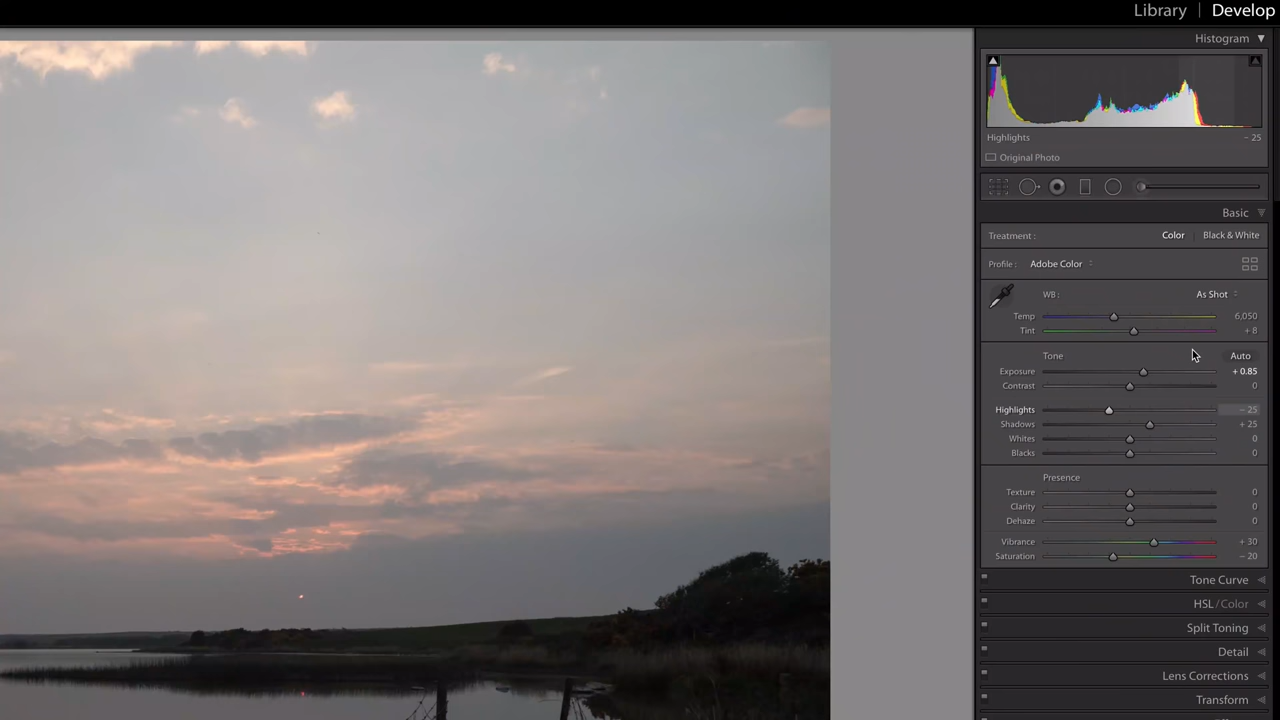 Library | Develop
Histogram
Highlights - 25
Original Photo
Basic
Treatment : Color Black & White
Profile : Adobe Color
WB : As Shot
Temp 6,050
Tint + 8
Tone Auto
Exposure + 0.85
Contrast 0
Highlights - 25
Shadows + 25
Whites 0
Blacks 0
Presence
Texture 0
Clarity 0
Dehaze 0
Vibrance + 30
Saturation - 20
Tone Curve
HSL / Color
Split Toning
Detail
Lens Corrections
Transform